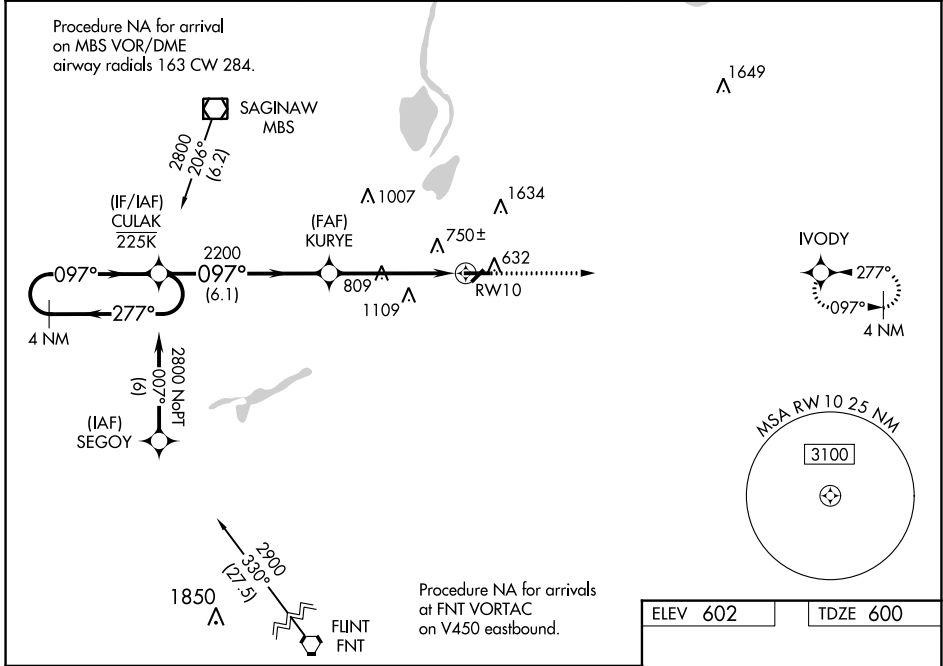 Procedure NA for arrival
on MBS VOR/DME
airway radials 163 CW 284.
1649
SAGINAW
MBS
2800
206°
(6.2)
(IF/IAF)
CULAK
225K
(FAF)
KURYE
1007
1634
750±
632
IVODY
097°
2200
097°
(6.1)
809
1109
RW10
277°
097°
4 NM
277°
4 NM
2800 NoPT
007°
(6)
(IAF)
SEGOY
MSA RW 10 25 NM
3100
2900
330°
(27.5)
1850
FLINT
FNT
Procedure NA for arrivals
at FNT VORTAC
on V450 eastbound.
ELEV 602
TDZE 600